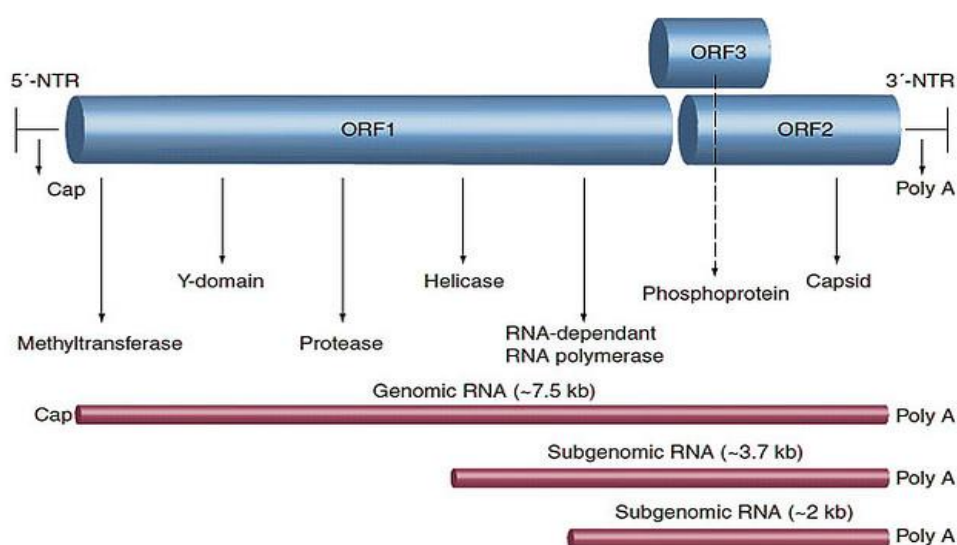 ORF3
5´-NTR
3´-NTR
ORF1
ORF2
Cap
Poly A
Y-domain
Helicase
Phosphoprotein
Capsid
Methyltransferase
Protease
RNA-dependant
RNA polymerase
Genomic RNA (~7.5 kb)
Cap
Poly A
Subgenomic RNA (~3.7 kb)
Poly A
Subgenomic RNA (~2 kb)
Poly A